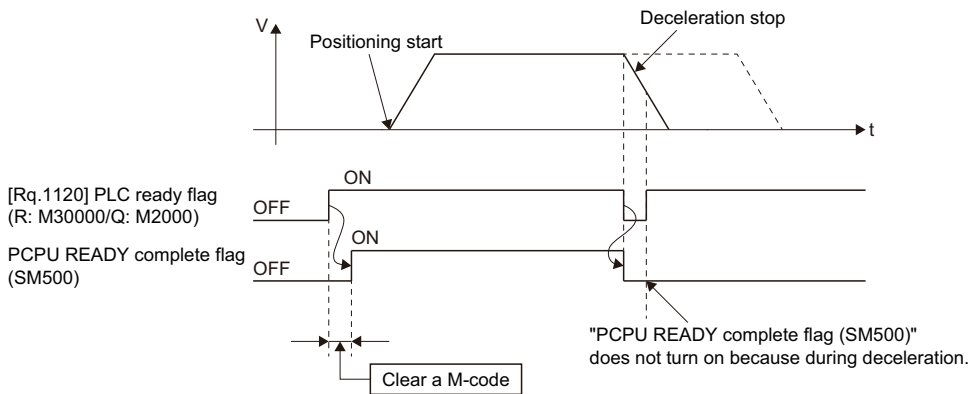 V
Positioning start
Deceleration stop
t
[Rq.1120] PLC ready flag
(R: M30000/Q: M2000)
OFF
ON
PCPU READY complete flag
(SM500)
OFF
ON
"PCPU READY complete flag (SM500)"
does not turn on because during deceleration.
Clear a M-code